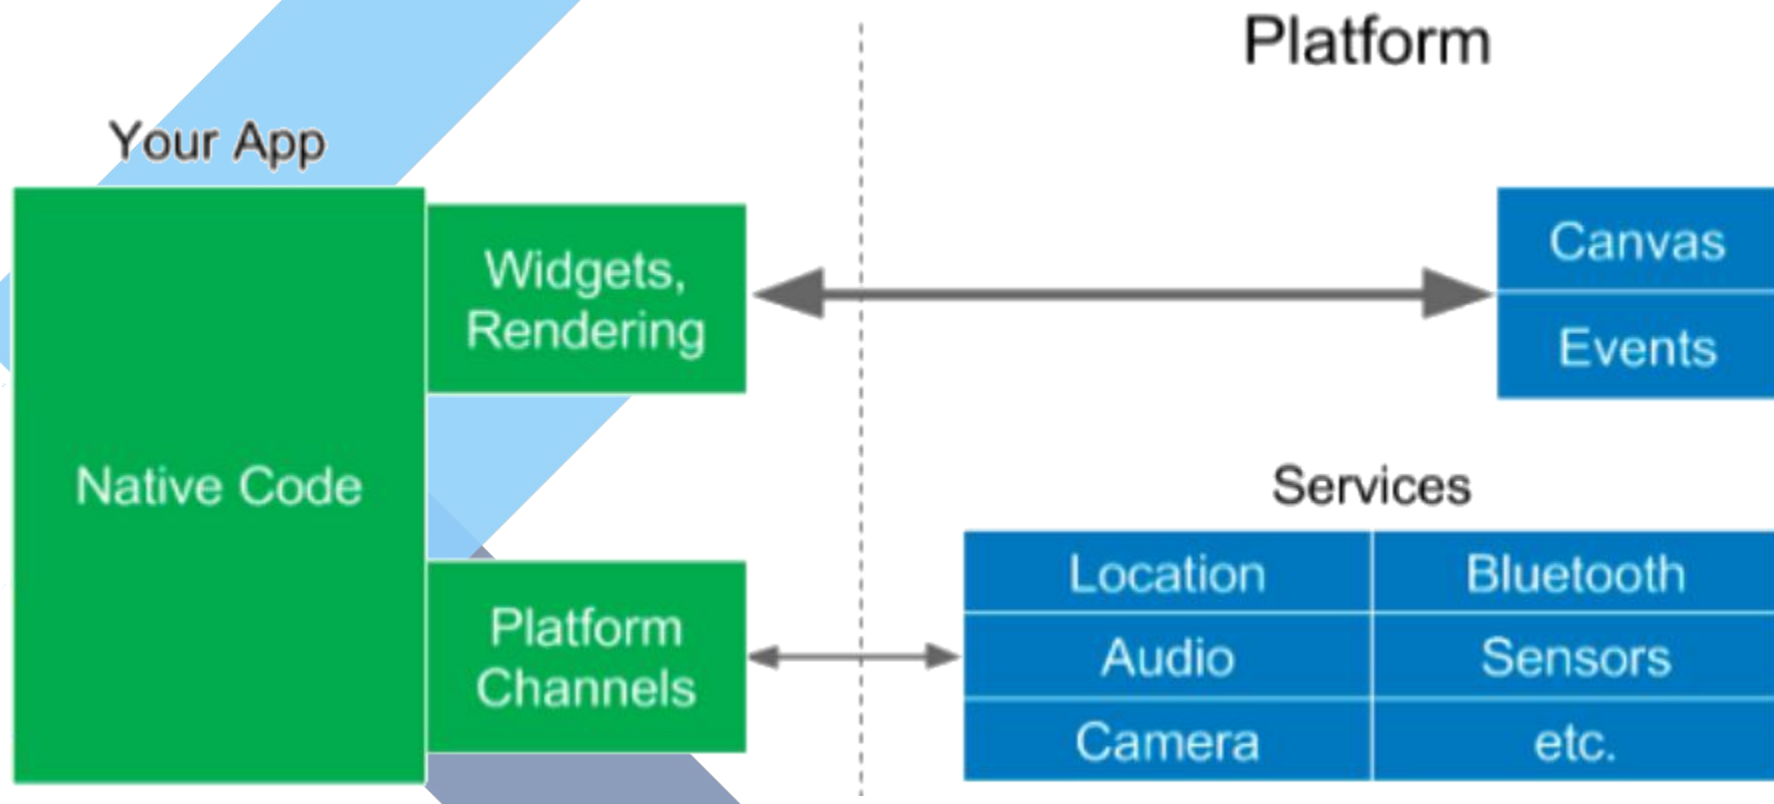 Platform
Your App
Widgets,
Rendering
Canvas
Events
Native Code
Services
Platform
Channels
Location
Bluetooth
Audio
Sensors
Camera
etc.